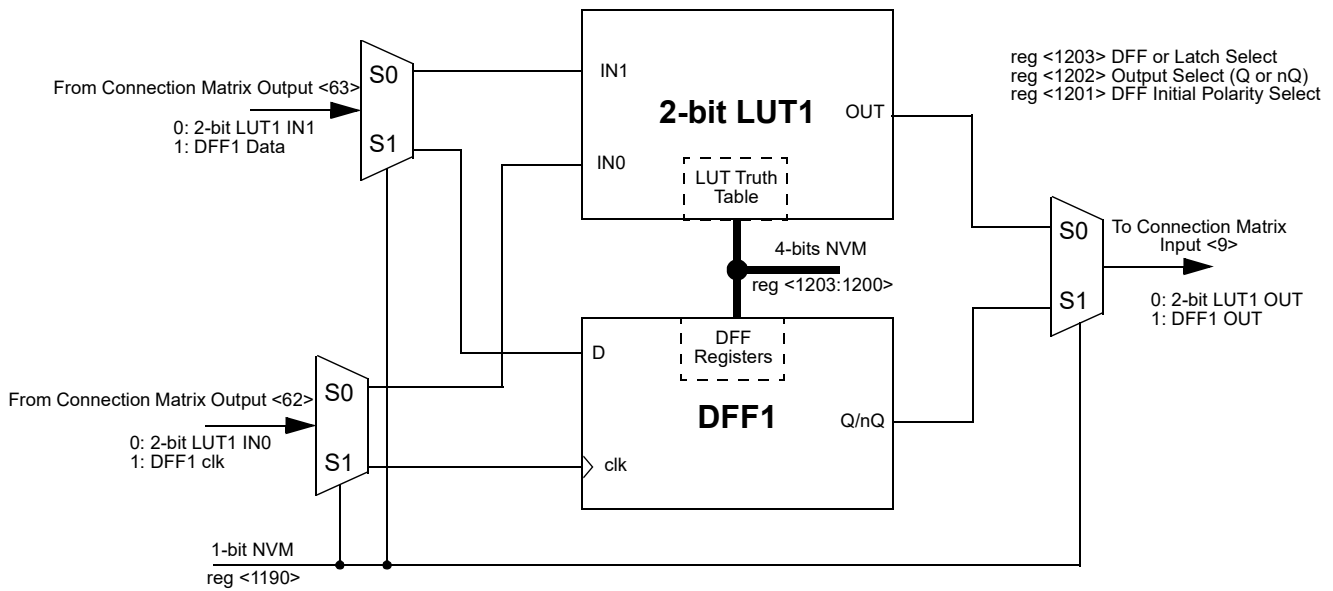 S0
From Connection Matrix Output <63>
0: 2-bit LUT1 IN1
1: DFF1 Data
S1
IN1
2-bit LUT1
OUT
IN0
LUT Truth
Table
reg <1203> DFF or Latch Select
reg <1202> Output Select (Q or nQ)
reg <1201> DFF Initial Polarity Select
4-bits NVM
reg <1203:1200>
S0
To Connection Matrix
Input <9>
S1
0: 2-bit LUT1 OUT
1: DFF1 OUT
D
DFF
Registers
DFF1
Q/nQ
clk
S0
From Connection Matrix Output <62>
0: 2-bit LUT1 IN0
1: DFF1 clk
S1
1-bit NVM
reg <1190>